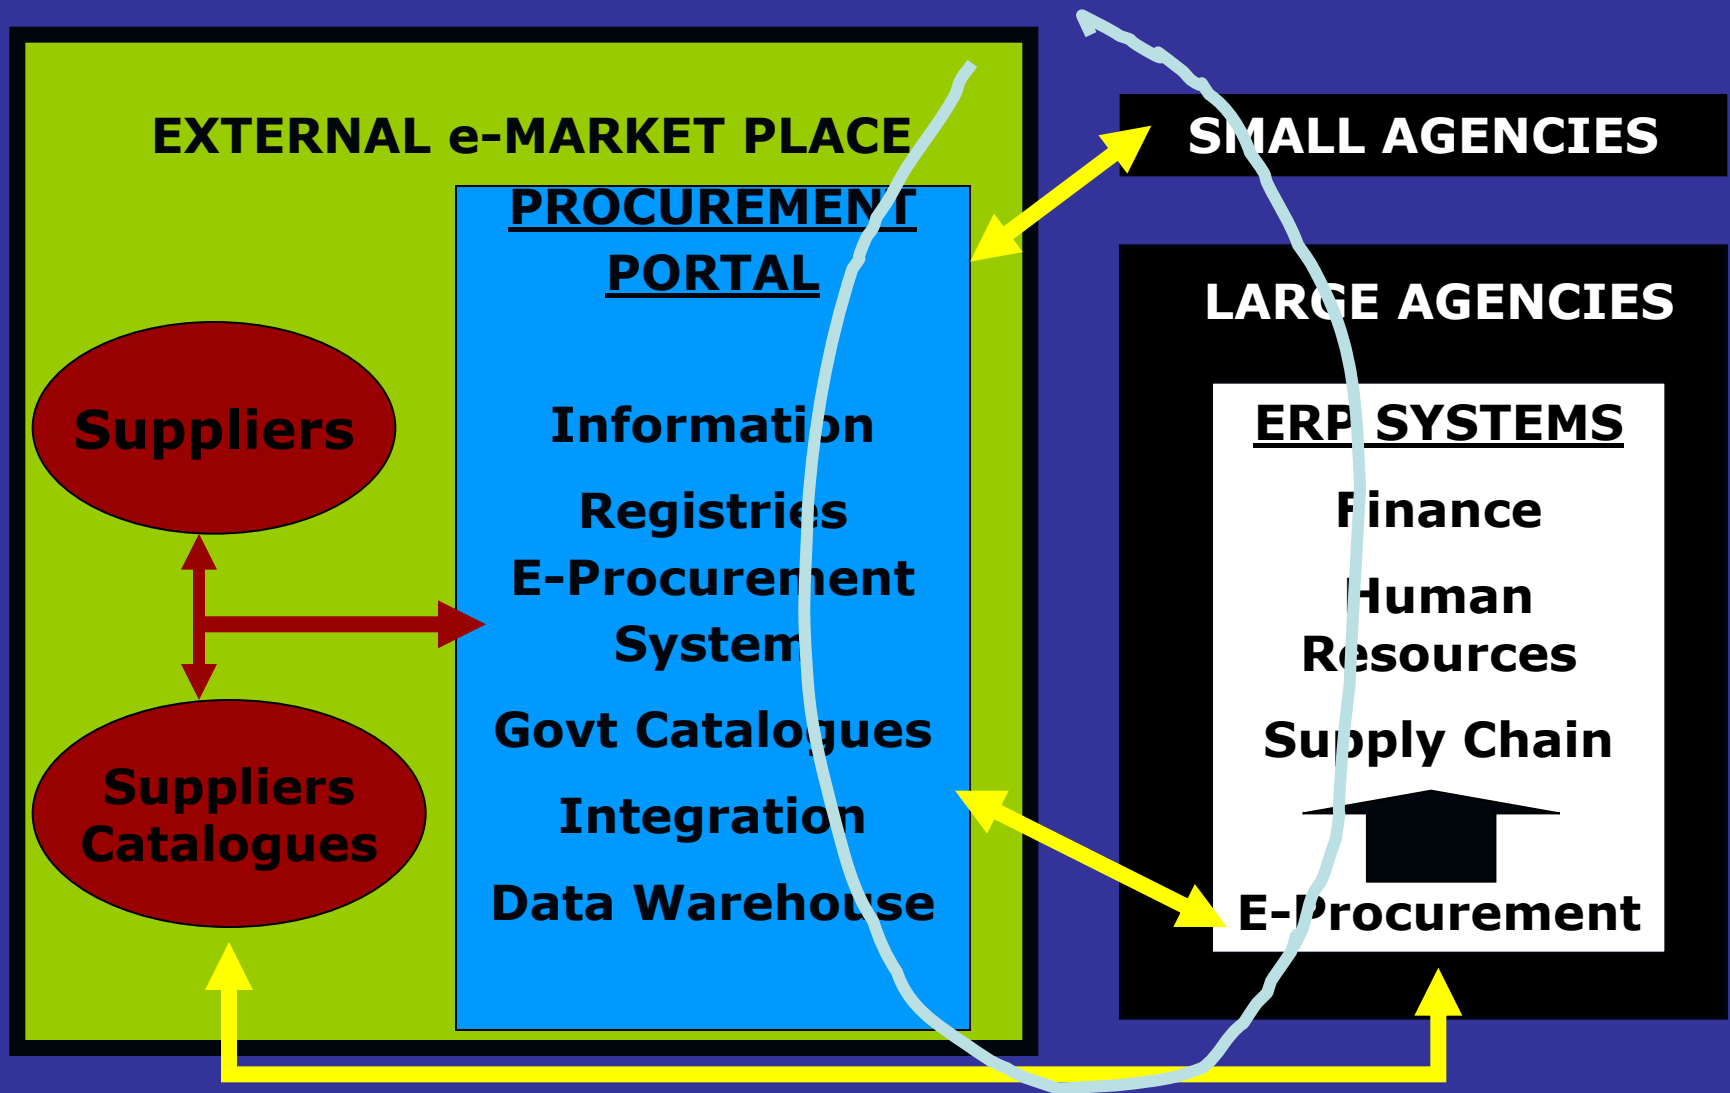 EXTERNAL e-MARKET PLACE
PROCUREMENT
PORTAL
Information
Registries
E-Procurement
System
Govt Catalogues
Integration
Data Warehouse
Suppliers
Suppliers
Catalogues
SMALL AGENCIES
LARGE AGENCIES
ERP SYSTEMS
Finance
Human
Resources
Supply Chain
E-Procurement